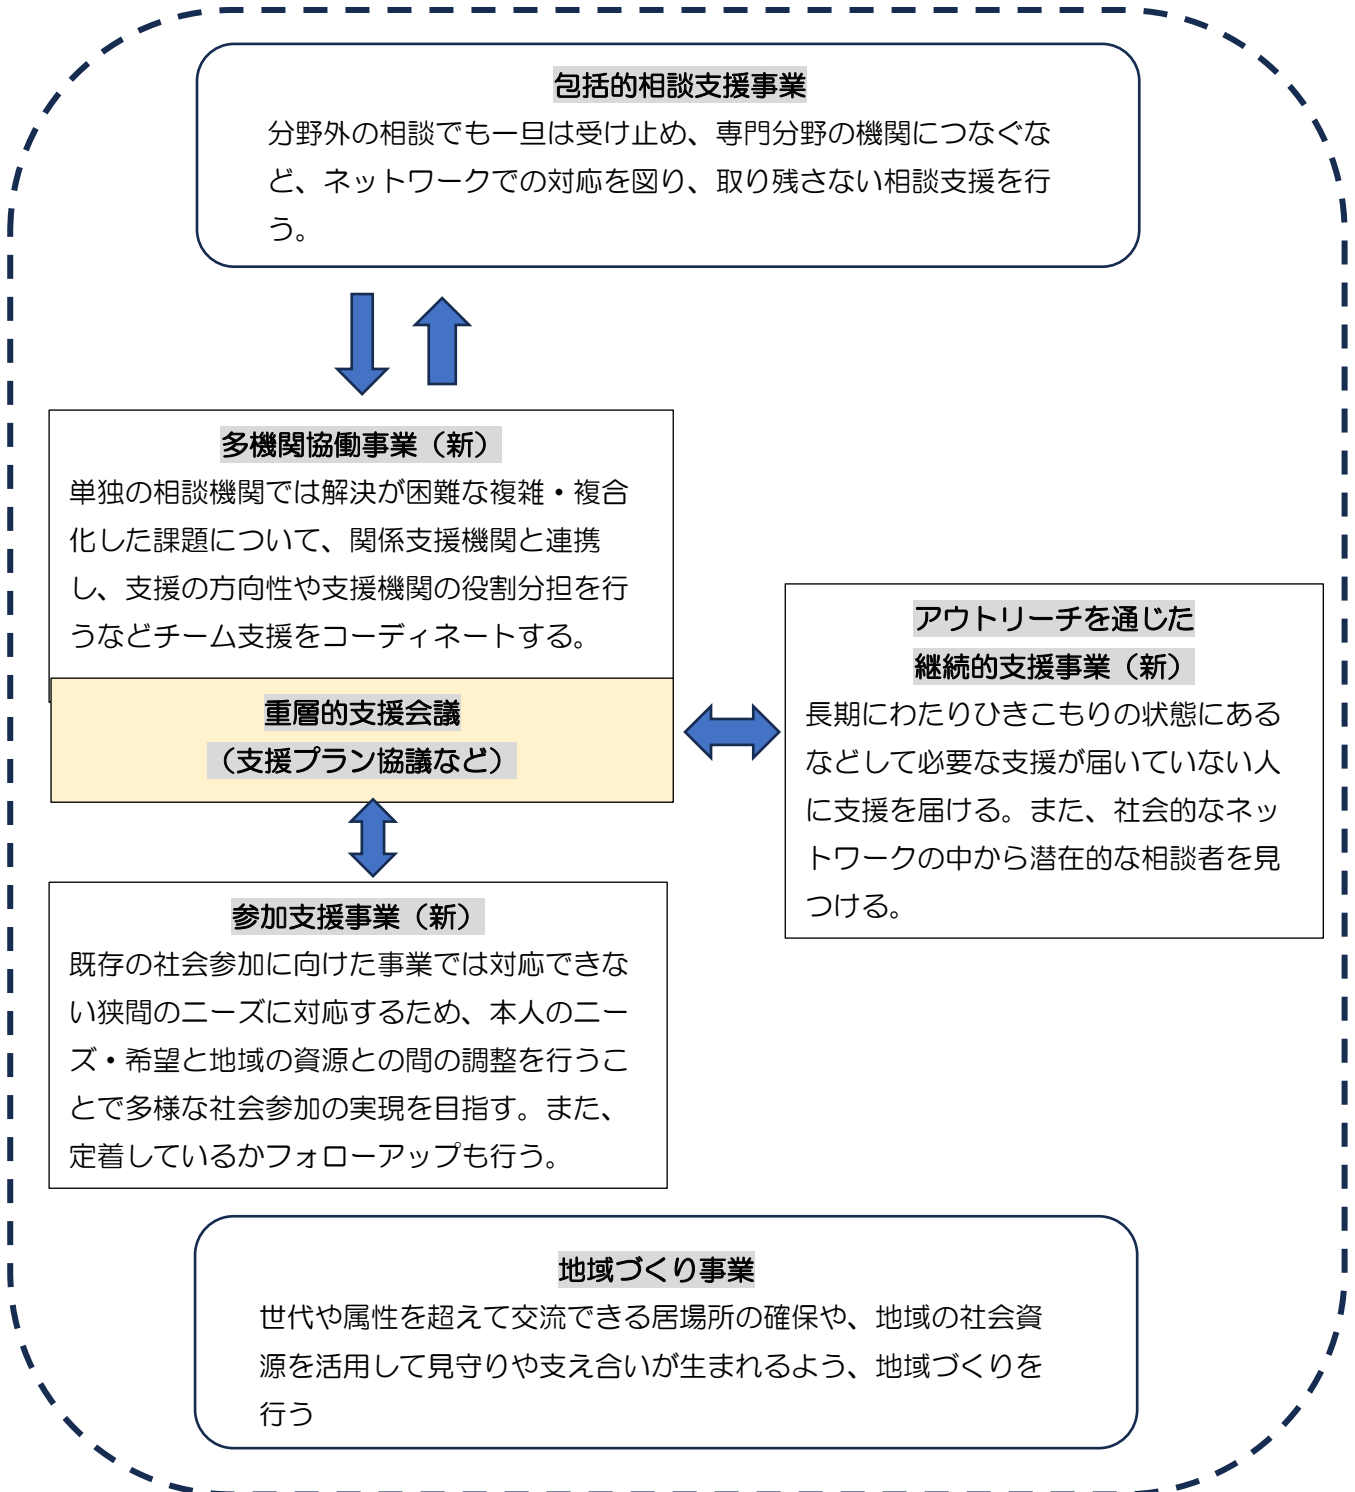 包括的相談支援事業
分野外の相談でも一旦は受け止め、専門分野の機関につなぐな
ど、ネットワークでの対応を図り、取り残さない相談支援を行
う。
多機関協働事業（新）
単独の相談機関では解決が困難な複雑・複合
化した課題について、関係支援機関と連携
し、支援の方向性や支援機関の役割分担を行
うなどチーム支援をコーディネートする。
重層的支援会議
（支援プラン協議など）
アウトリーチを通じた
継続的支援事業（新）
長期にわたりひきこもりの状態にある
などして必要な支援が届いていない人
に支援を届ける。また、社会的なネッ
トワークの中から潜在的な相談者を見
つける。
参加支援事業（新）
既存の社会参加に向けた事業では対応できな
い狭間のニーズに対応するため、本人のニー
ズ・希望と地域の資源との間の調整を行うこ
とで多様な社会参加の実現を目指す。また、
定着しているかフォローアップも行う。
地域づくり事業
世代や属性を超えて交流できる居場所の確保や、地域の社会資
源を活用して見守りや支え合いが生まれるよう、地域づくりを
行う